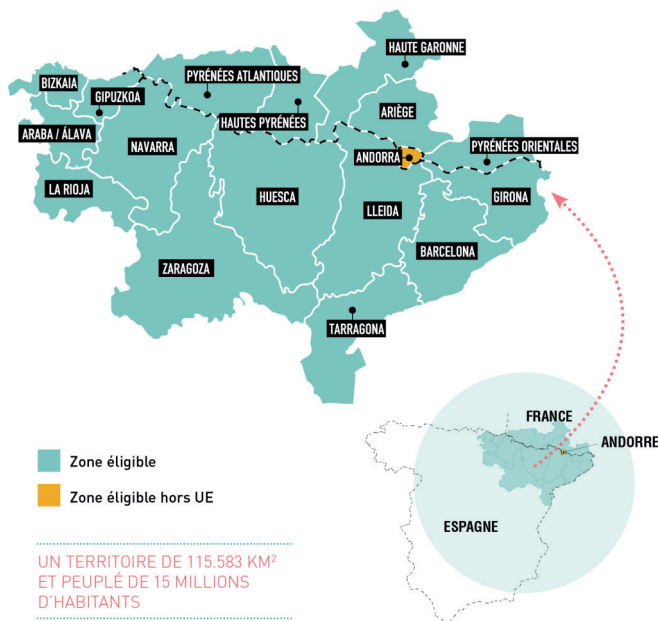 HAUTE GARONNE
BIZKAIA
GIPUZKOA
PYRÉNÉES ATLANTIQUES
HAUTES PYRÉNÉES
ARIÈGE
ARABA / ÁLAVA
NAVARRA
ANDORRA
PYRÉNÉES ORIENTALES
LA RIOJA
HUESCA
LLEIDA
GIRONA
ZARAGOZA
BARCELONA
TARRAGONA
FRANCE
ANDORRE
ESPAGNE
Zone éligible
Zone éligible hors UE
UN TERRITOIRE DE 115.583 KM²
ET PEUPLÉ DE 15 MILLIONS
D'HABITANTS